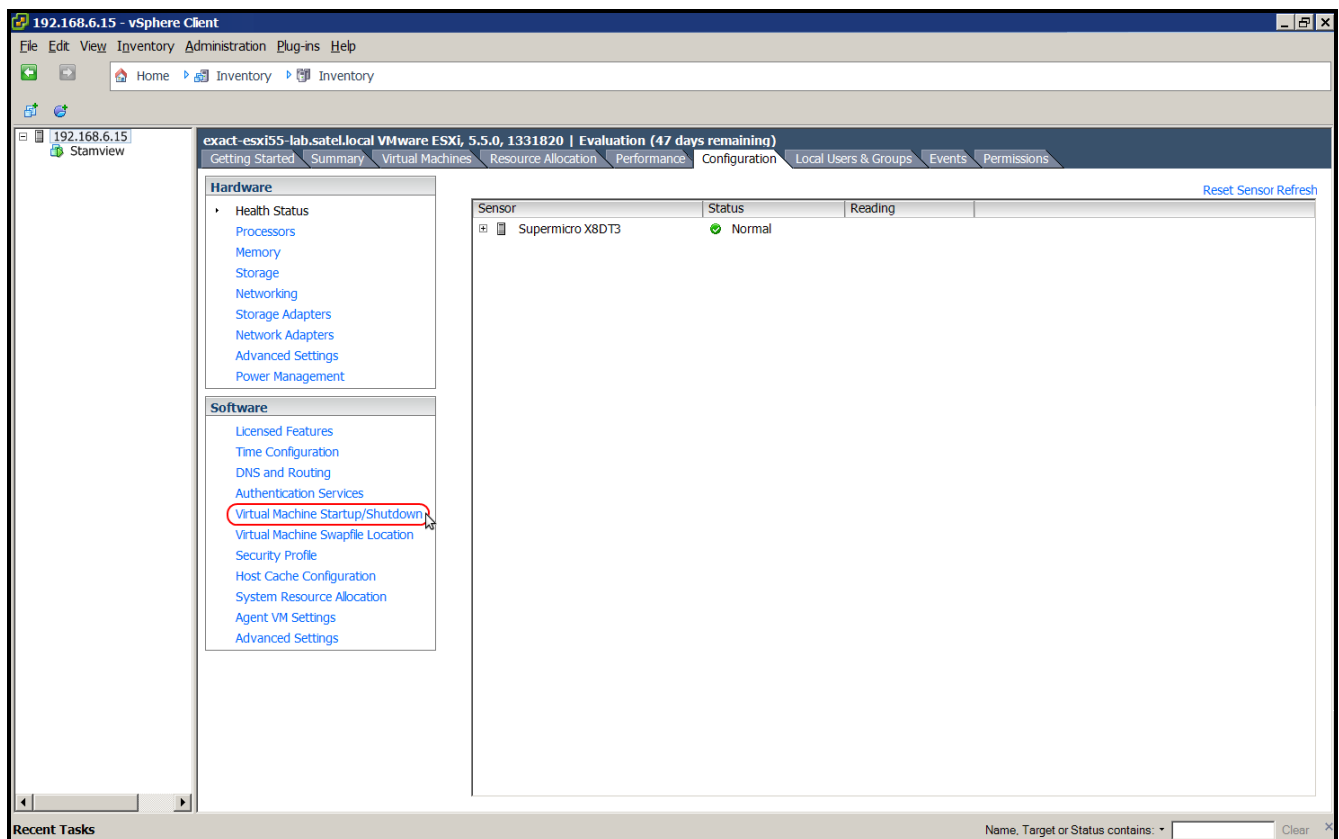 192.168.6.15 - vSphere Client
File Edit View Inventory Administration Plug-ins Help
Home Inventory Inventory
192.168.6.15
Stamview
exact-esxi55-lab.satel.local VMware ESXi, 5.5.0, 1331820 | Evaluation (47 days remaining)
Getting Started Summary Virtual Machines Resource Allocation Performance Configuration Local Users & Groups Events Permissions
Hardware
Health Status
Processors
Memory
Storage
Networking
Storage Adapters
Network Adapters
Advanced Settings
Power Management
Software
Licensed Features
Time Configuration
DNS and Routing
Authentication Services
Virtual Machine Startup/Shutdown
Virtual Machine Swapfile Location
Security Profile
Host Cache Configuration
System Resource Allocation
Agent VM Settings
Advanced Settings
Reset Sensor Refresh
Sensor Status Reading
Supermicro X8DT3 Normal
Recent Tasks
Name, Target or Status contains: Clear